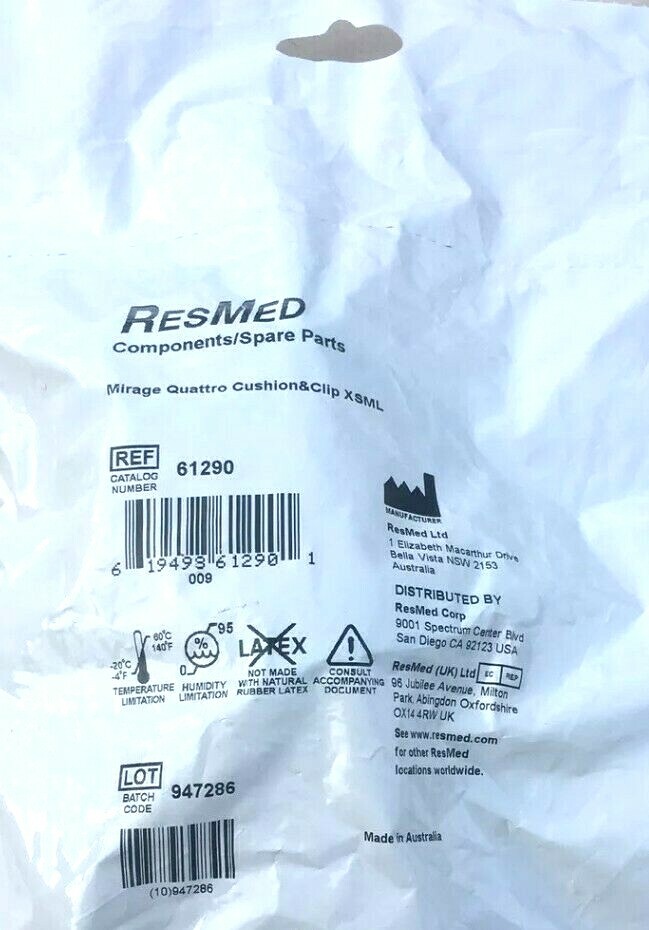 RESMED
Components/Spare Parts
Mirage Quattro Cushion&Clip XSML
REF 61290
CATALOG
NUMBER
6 19498 61290 1
009
MANUFACTURER
ResMed Ltd
1 Elizabeth Macarthur Drive
Bella Vista NSW 2153
Australia
DISTRIBUTED BY
ResMed Corp
9001 Spectrum Center Blvd
San Diego CA 92123 USA
ResMed (UK) Ltd EC REP
96 Jubilee Avenue, Milton
Park, Abingdon Oxfordshire
OX14 4RW UK
See www.resmed.com
for other ResMed
locations worldwide.
-20°C
-4°F
60°C
140°F
TEMPERATURE
LIMITATION
%
95
0
HUMIDITY
LIMITATION
LATEX
NOT MADE
WITH NATURAL
RUBBER LATEX
!
CONSULT
ACCOMPANYING
DOCUMENT
LOT 947286
BATCH
CODE
(10)947286
Made in Australia